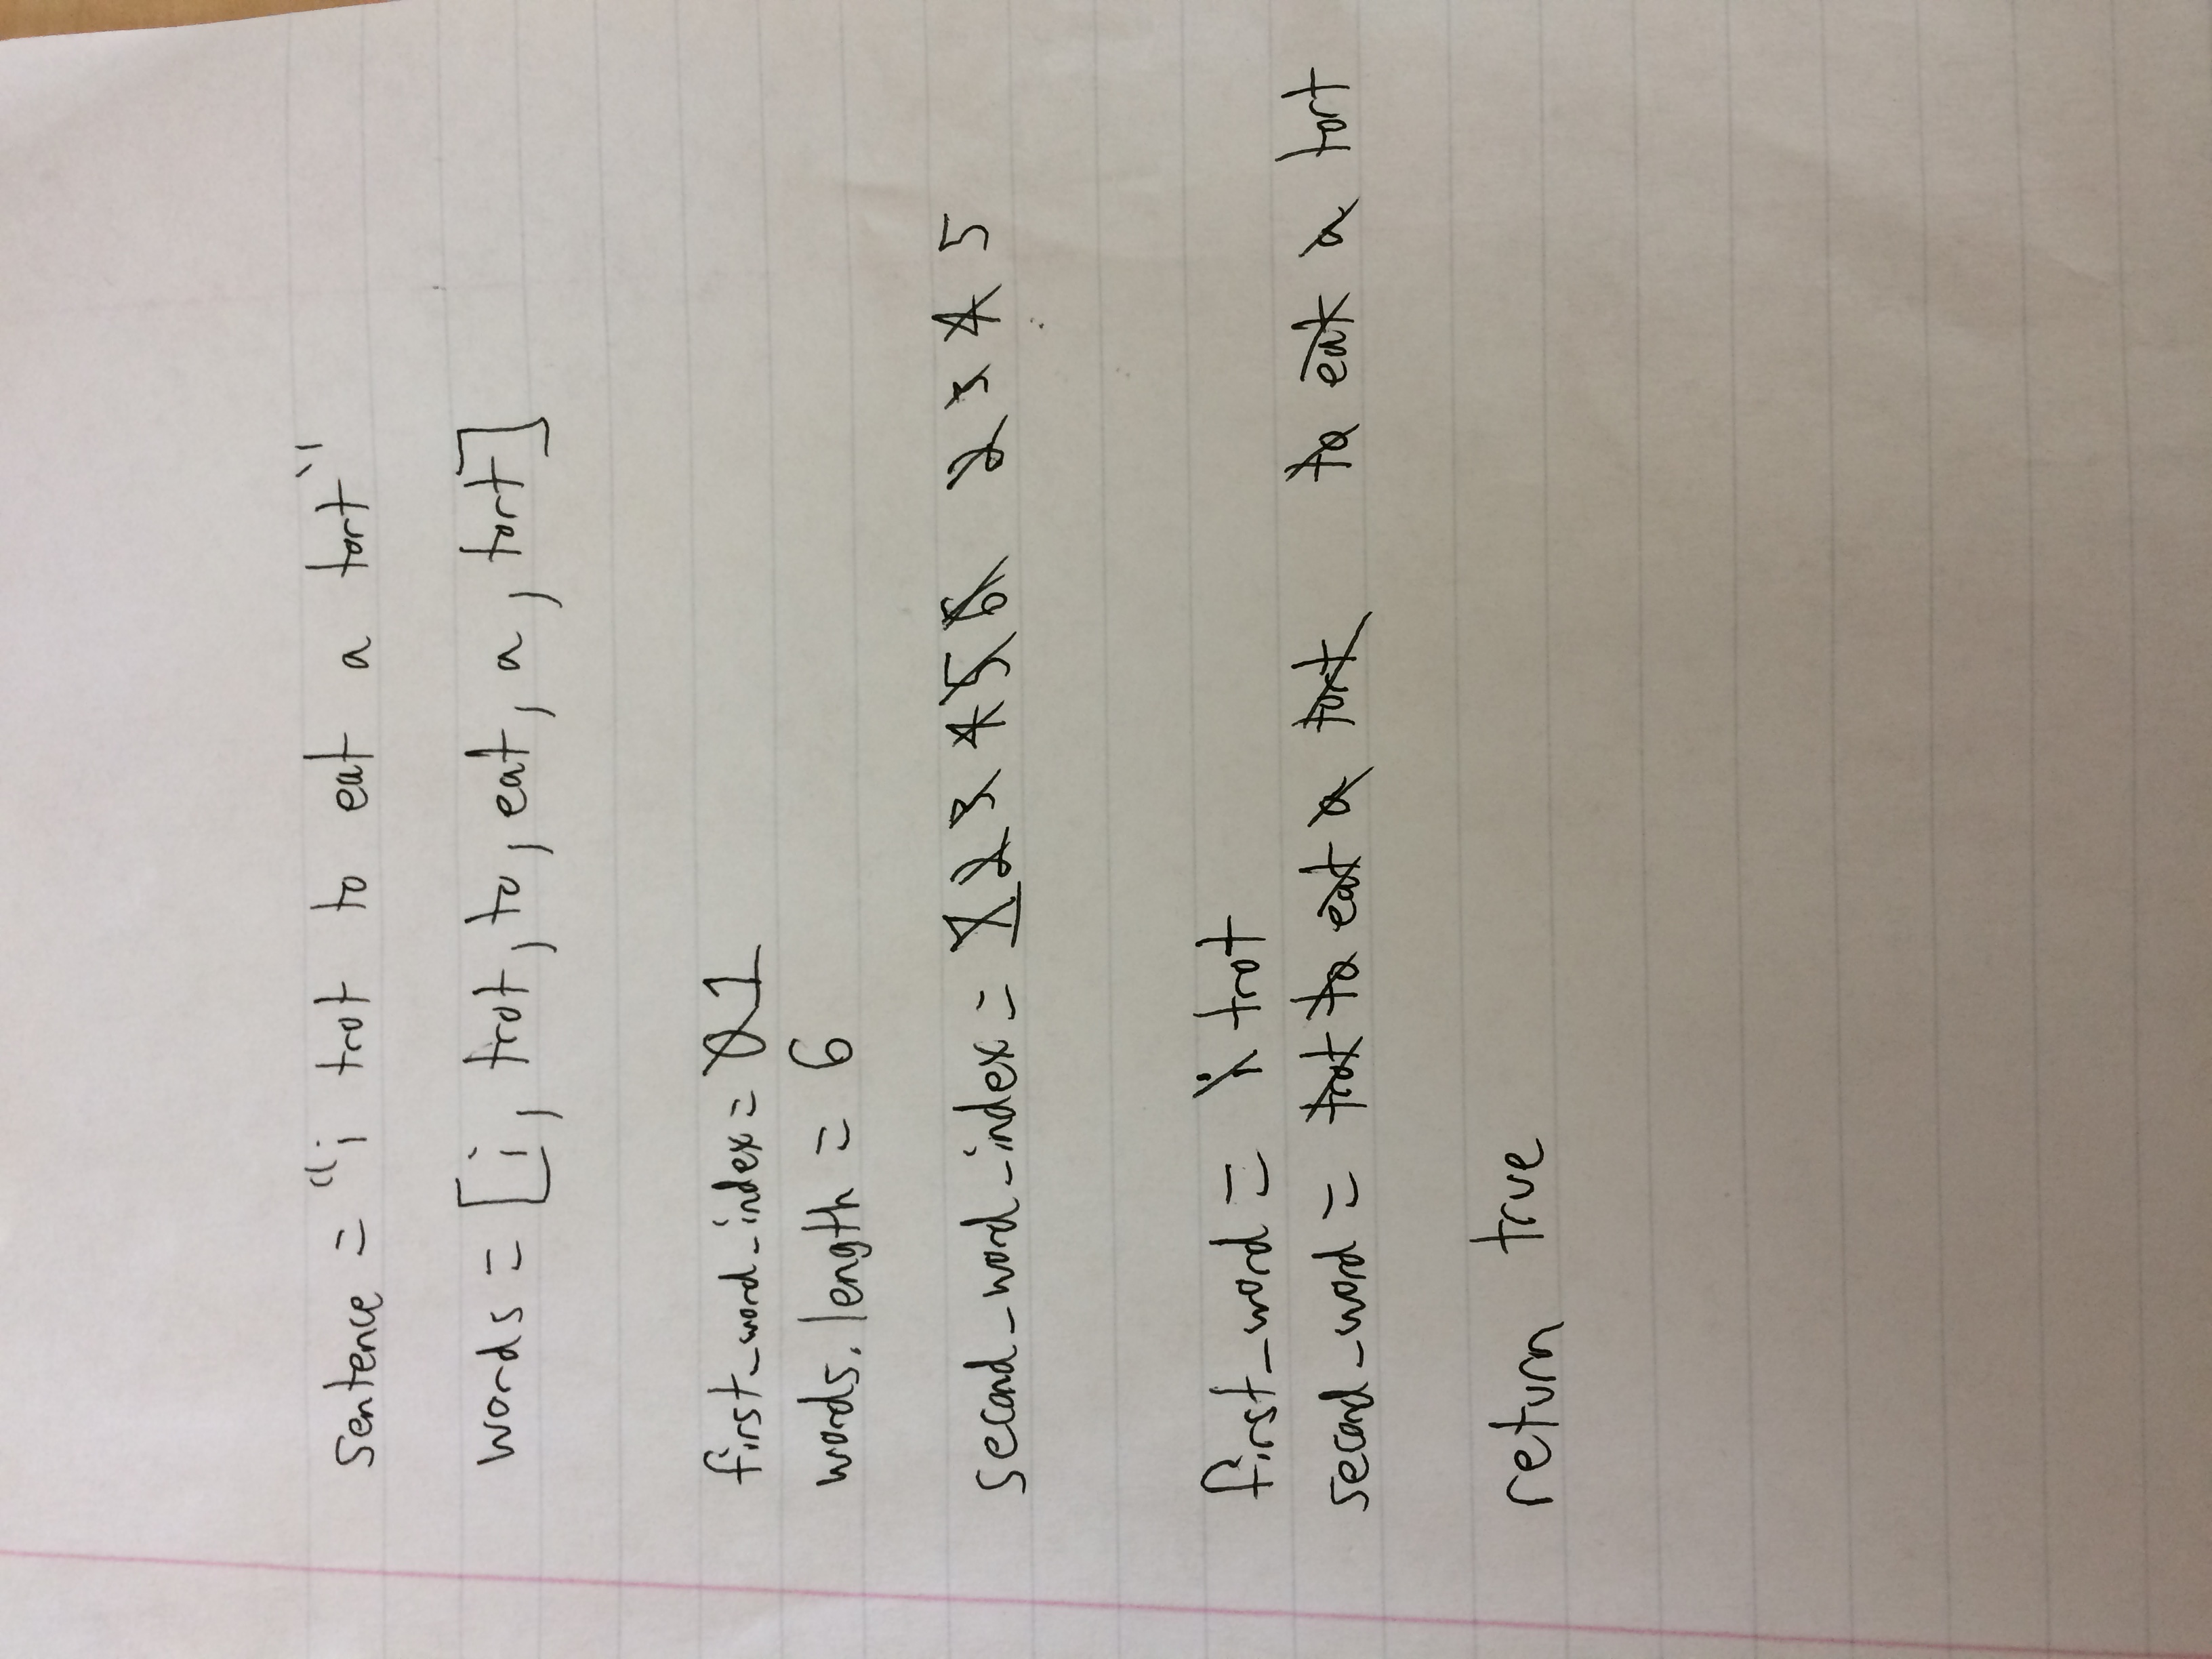 sentence = "i trot to eat a tort"
words = [i, trot, to, eat, a, tort]
first_word_index = 0 1
words.length = 6
second_word_index = 1 2 3 4 5 6 2 3 4 5
first_word = i trot
second_word = trot to eat a tort to eat a tort
return true